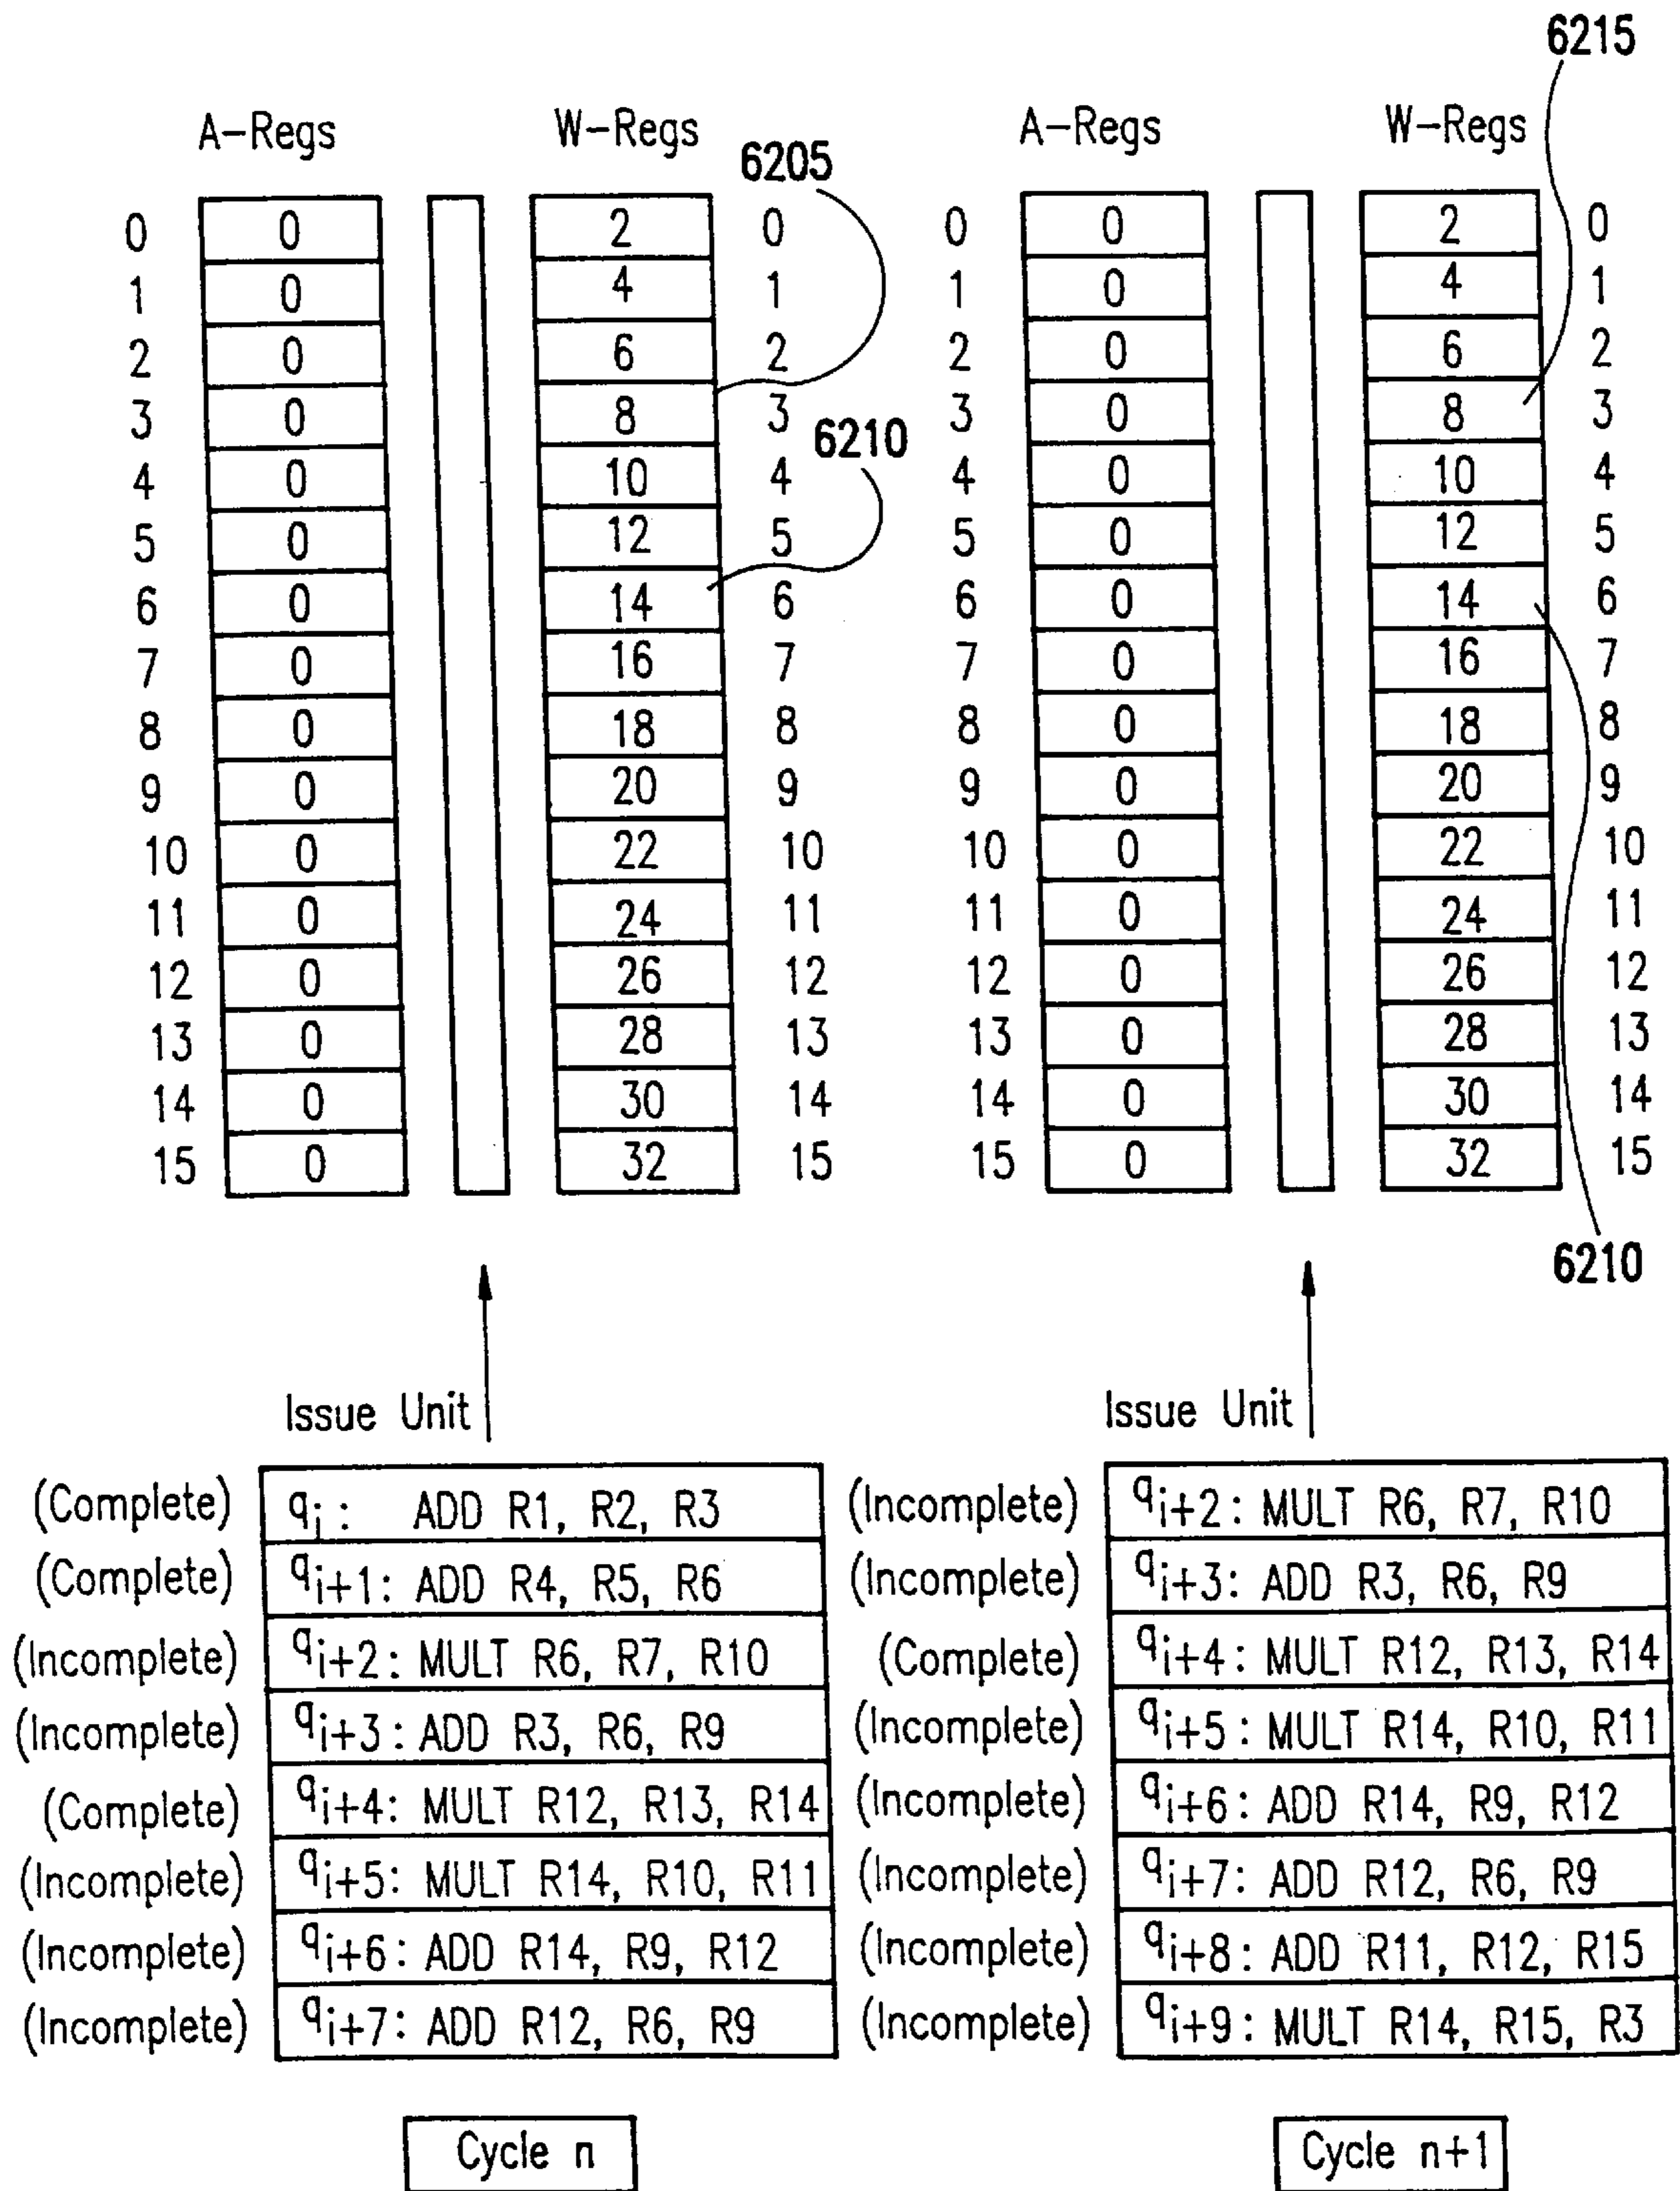 6215
A-Regs W-Regs A-Regs W-Regs
6205
0 0 2 0 0 0 2 0
1 0 4 1 1 0 4 1
2 0 6 2 2 0 6 2
3 0 8 3 3 0 8 3
6210
4 0 10 4 4 0 10 4
5 0 12 5 5 0 12 5
6 0 14 6 6 0 14 6
7 0 16 7 7 0 16 7
8 0 18 8 8 0 18 8
9 0 20 9 9 0 20 9
10 0 22 10 10 0 22 10
11 0 24 11 11 0 24 11
12 0 26 12 12 0 26 12
13 0 28 13 13 0 28 13
14 0 30 14 14 0 30 14
15 0 32 15 15 0 32 15
6210
Issue Unit Issue Unit
(Complete) qi: ADD R1, R2, R3 (Incomplete) qi+2: MULT R6, R7, R10
(Complete) qi+1: ADD R4, R5, R6 (Incomplete) qi+3: ADD R3, R6, R9
(Incomplete) qi+2: MULT R6, R7, R10 (Complete) qi+4: MULT R12, R13, R14
(Incomplete) qi+3: ADD R3, R6, R9 (Incomplete) qi+5: MULT R14, R10, R11
(Complete) qi+4: MULT R12, R13, R14 (Incomplete) qi+6: ADD R14, R9, R12
(Incomplete) qi+5: MULT R14, R10, R11 (Incomplete) qi+7: ADD R12, R6, R9
(Incomplete) qi+6: ADD R14, R9, R12 (Incomplete) qi+8: ADD R11, R12, R15
(Incomplete) qi+7: ADD R12, R6, R9 (Incomplete) qi+9: MULT R14, R15, R3
Cycle n Cycle n+1